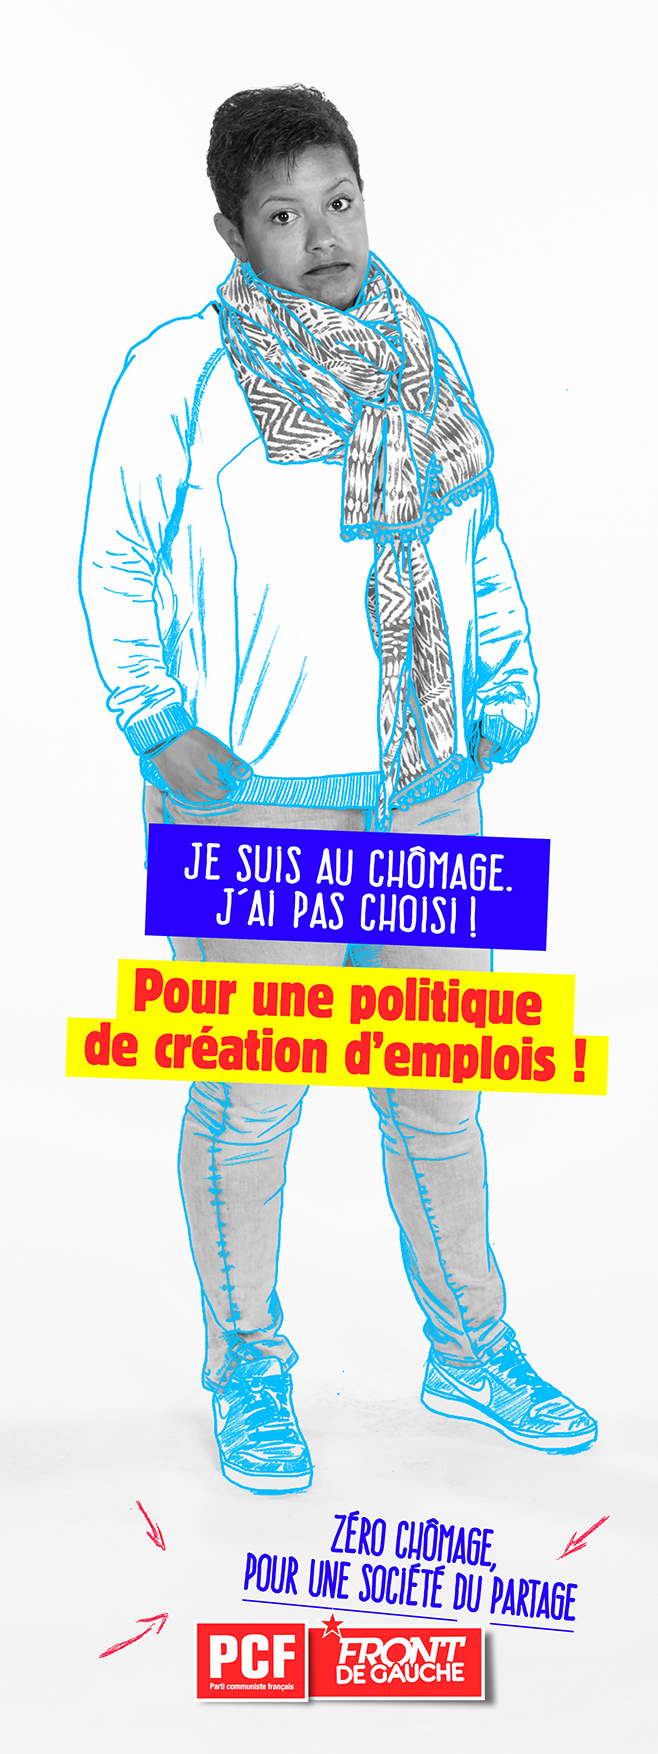 JE SUIS AU CHÔMAGE.
J'AI PAS CHOISI !
Pour une politique
de création d'emplois !
ZÉRO CHÔMAGE,
POUR UNE SOCIÉTÉ DU PARTAGE
PCF
Parti communiste français
FRONT
DE GAUCHE